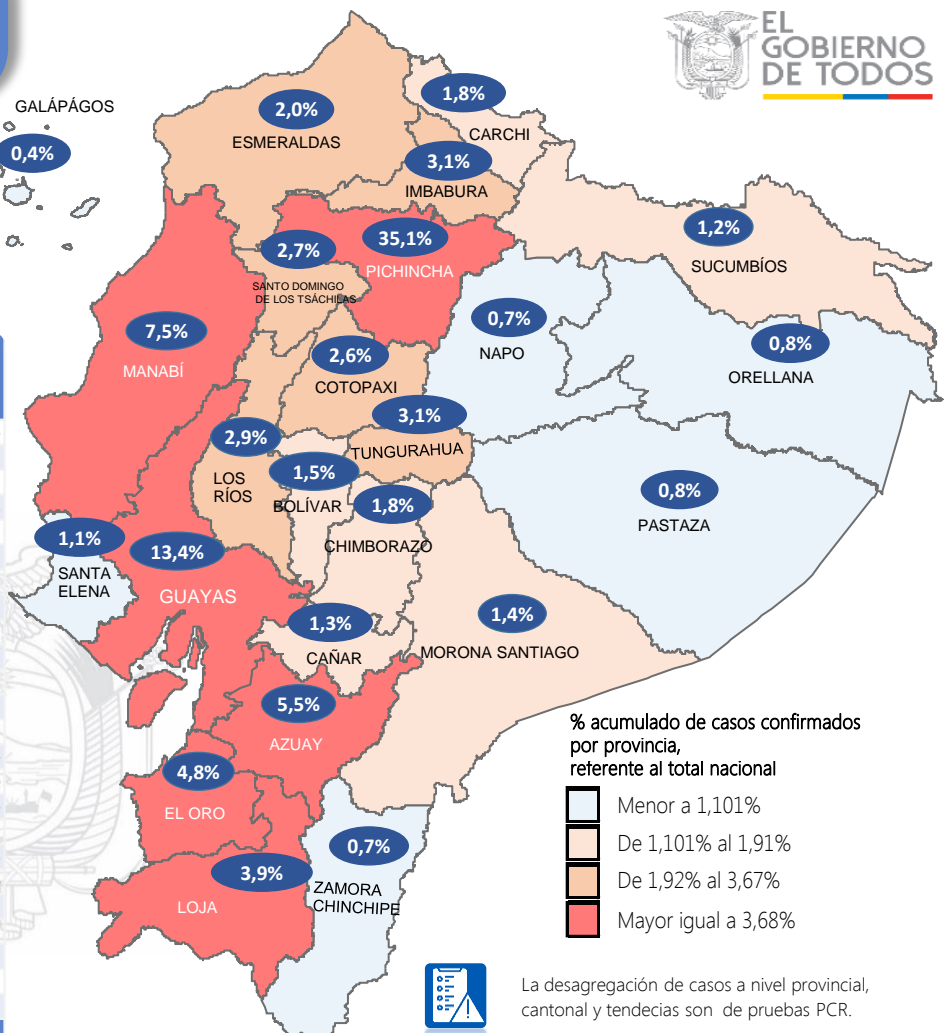 EL
GOBIERNO
DE TODOS
GALÁPÁGOS
0,4%
2,0%
ESMERALDAS
1,8%
CARCHI
3,1%
IMBABURA
1,2%
SUCUMBÍOS
35,1%
PICHINCHA
2,7%
SANTO DOMINGO
DE LOS TSÁCHILAS
7,5%
MANABÍ
0,7%
NAPO
0,8%
ORELLANA
2,6%
COTOPAXI
3,1%
TUNGURAHUA
2,9%
LOS
RÍOS
1,5%
BOLÍVAR
1,8%
CHIMBORAZO
0,8%
PASTAZA
1,1%
SANTA
ELENA
13,4%
GUAYAS
1,3%
CAÑAR
1,4%
MORONA SANTIAGO
5,5%
AZUAY
4,8%
EL ORO
3,9%
LOJA
0,7%
ZAMORA
CHINCHIPE
% acumulado de casos confirmados
por provincia,
referente al total nacional
Menor a 1,101%
De 1,101% al 1,91%
De 1,92% al 3,67%
Mayor igual a 3,68%
La desagregación de casos a nivel provincial,
cantonal y tendecias son de pruebas PCR.